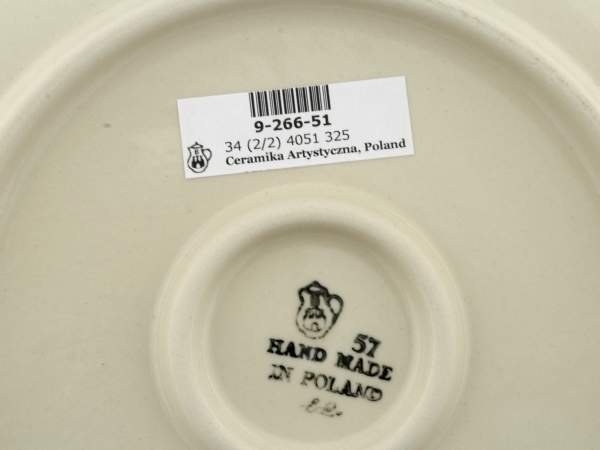 9-266-51
34 (2/2) 4051 325
Ceramika Artystyczna, Poland
57
HAND MADE
IN POLAND